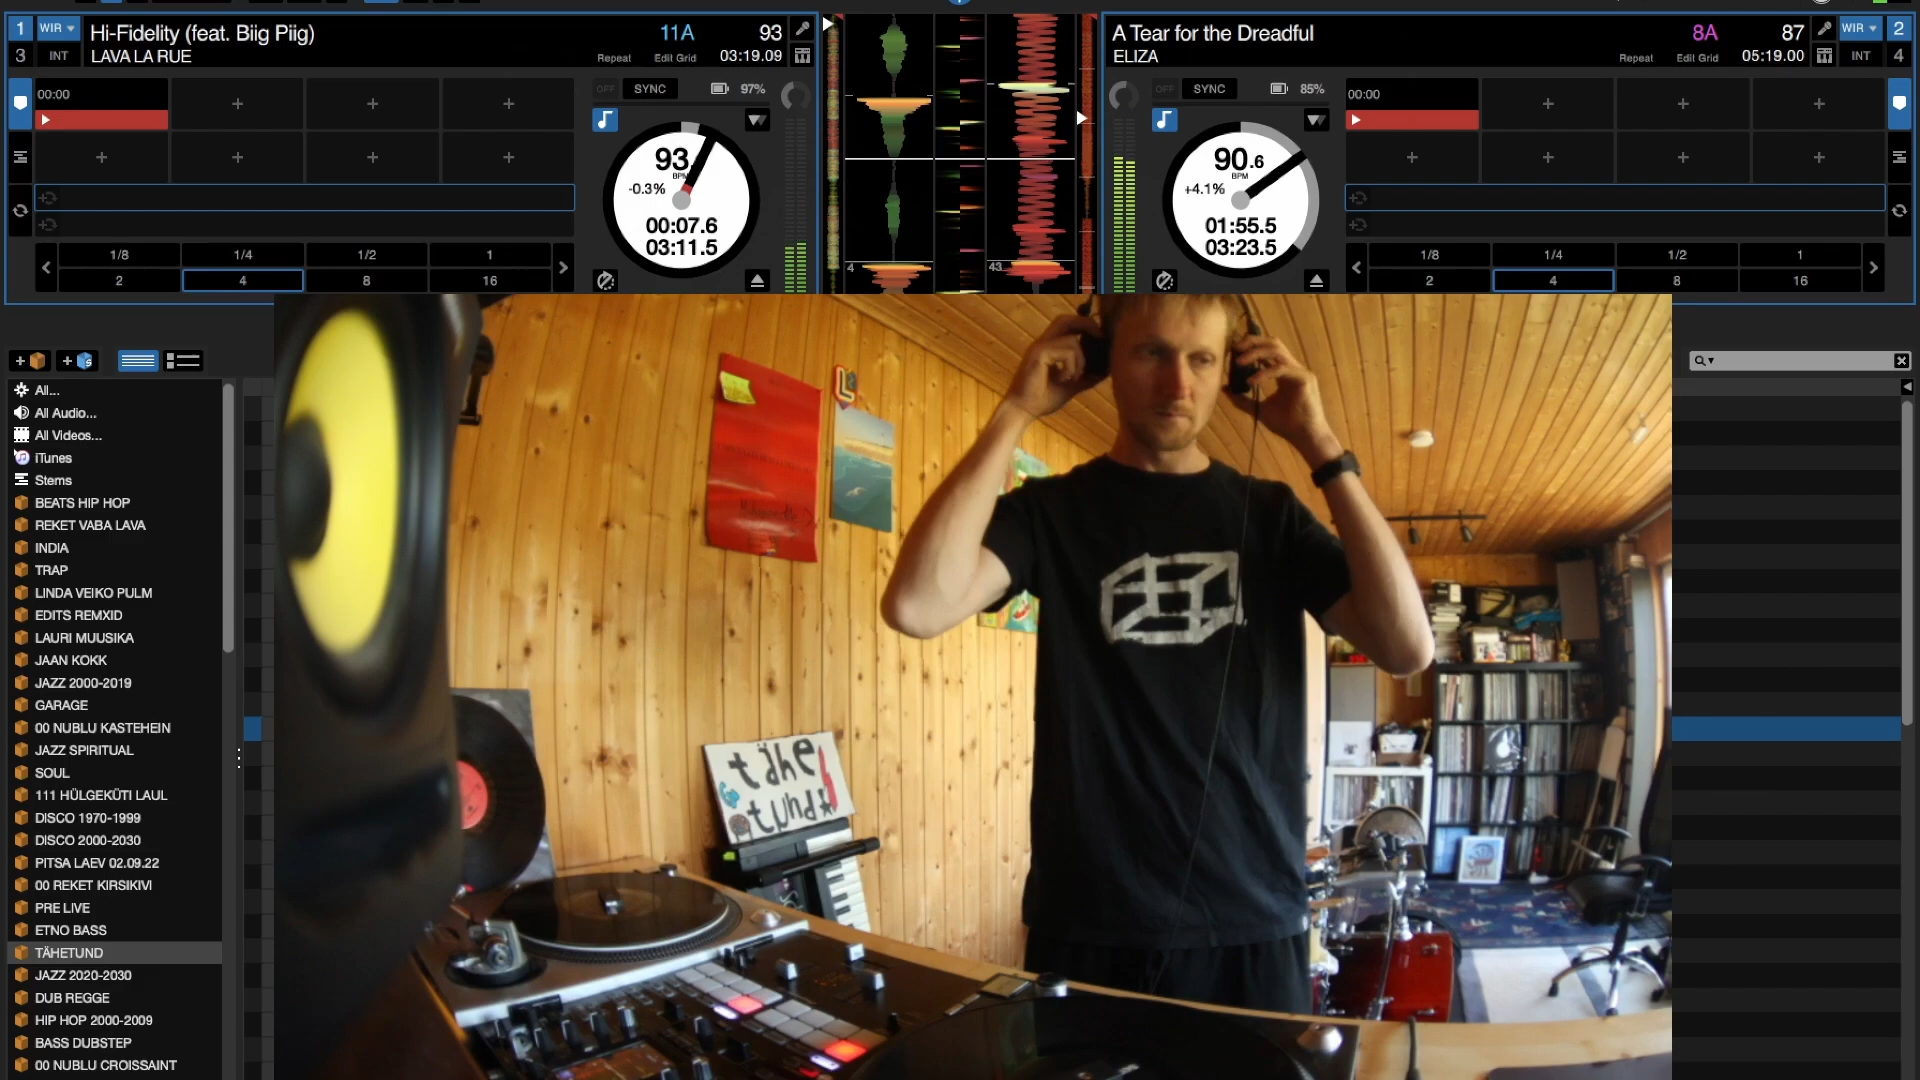 1 WIR Hi-Fidelity (feat. Biig Piig) 11A 93
3 INT LAVA LA RUE Repeat Edit Grid 03:19.09
A Tear for the Dreadful 8A 87 WIR 2
ELIZA Repeat Edit Grid 05:19.00 INT 4
00:00
OFF SYNC 97%
93.
BPM
-0.3%
00:07.6
03:11.5
1/8 1/4 1/2 1
2 4 8 16
4
43
OFF SYNC 85%
90.6
BPM
+4.1%
01:55.5
03:23.5
00:00
1/8 1/4 1/2 1
2 4 8 16
All...
All Audio...
All Videos...
iTunes
Stems
BEATS HIP HOP
REKET VABA LAVA
INDIA
TRAP
LINDA VEIKO PULM
EDITS REMXID
LAURI MUUSIKA
JAAN KOKK
JAZZ 2000-2019
GARAGE
00 NUBLU KASTEHEIN
JAZZ SPIRITUAL
SOUL
111 HÜLGEKÜTI LAUL
DISCO 1970-1999
DISCO 2000-2030
PITSA LAEV 02.09.22
00 REKET KIRSIKIVI
PRE LIVE
ETNO BASS
TÄHETUND
JAZZ 2020-2030
DUB REGGE
HIP HOP 2000-2009
BASS DUBSTEP
00 NUBLU CROISSAINT
tähe
tund